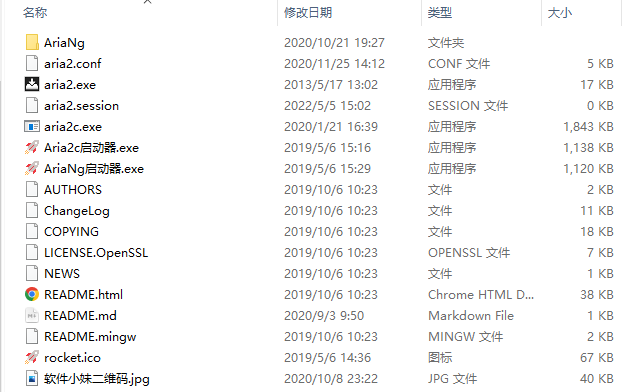 名称 修改日期 类型 大小
AriaNg 2020/10/21 19:27 文件夹
aria2.conf 2020/11/25 14:12 CONF 文件 5 KB
aria2.exe 2013/5/17 13:02 应用程序 17 KB
aria2.session 2022/5/5 15:02 SESSION 文件 0 KB
aria2c.exe 2020/1/21 16:39 应用程序 1,843 KB
Aria2c启动器.exe 2019/5/6 15:16 应用程序 1,138 KB
AriaNg启动器.exe 2019/5/6 15:29 应用程序 1,120 KB
AUTHORS 2019/10/6 10:23 文件 2 KB
ChangeLog 2019/10/6 10:23 文件 11 KB
COPYING 2019/10/6 10:23 文件 18 KB
LICENSE.OpenSSL 2019/10/6 10:23 OPENSSL 文件 7 KB
NEWS 2019/10/6 10:23 文件 1 KB
README.html 2019/10/6 10:23 Chrome HTML D... 38 KB
README.md 2020/9/3 9:50 Markdown File 1 KB
README.mingw 2019/10/6 10:23 MINGW 文件 2 KB
rocket.ico 2019/5/6 14:36 图标 67 KB
软件小妹二维码.jpg 2020/10/8 23:22 JPG 文件 40 KB